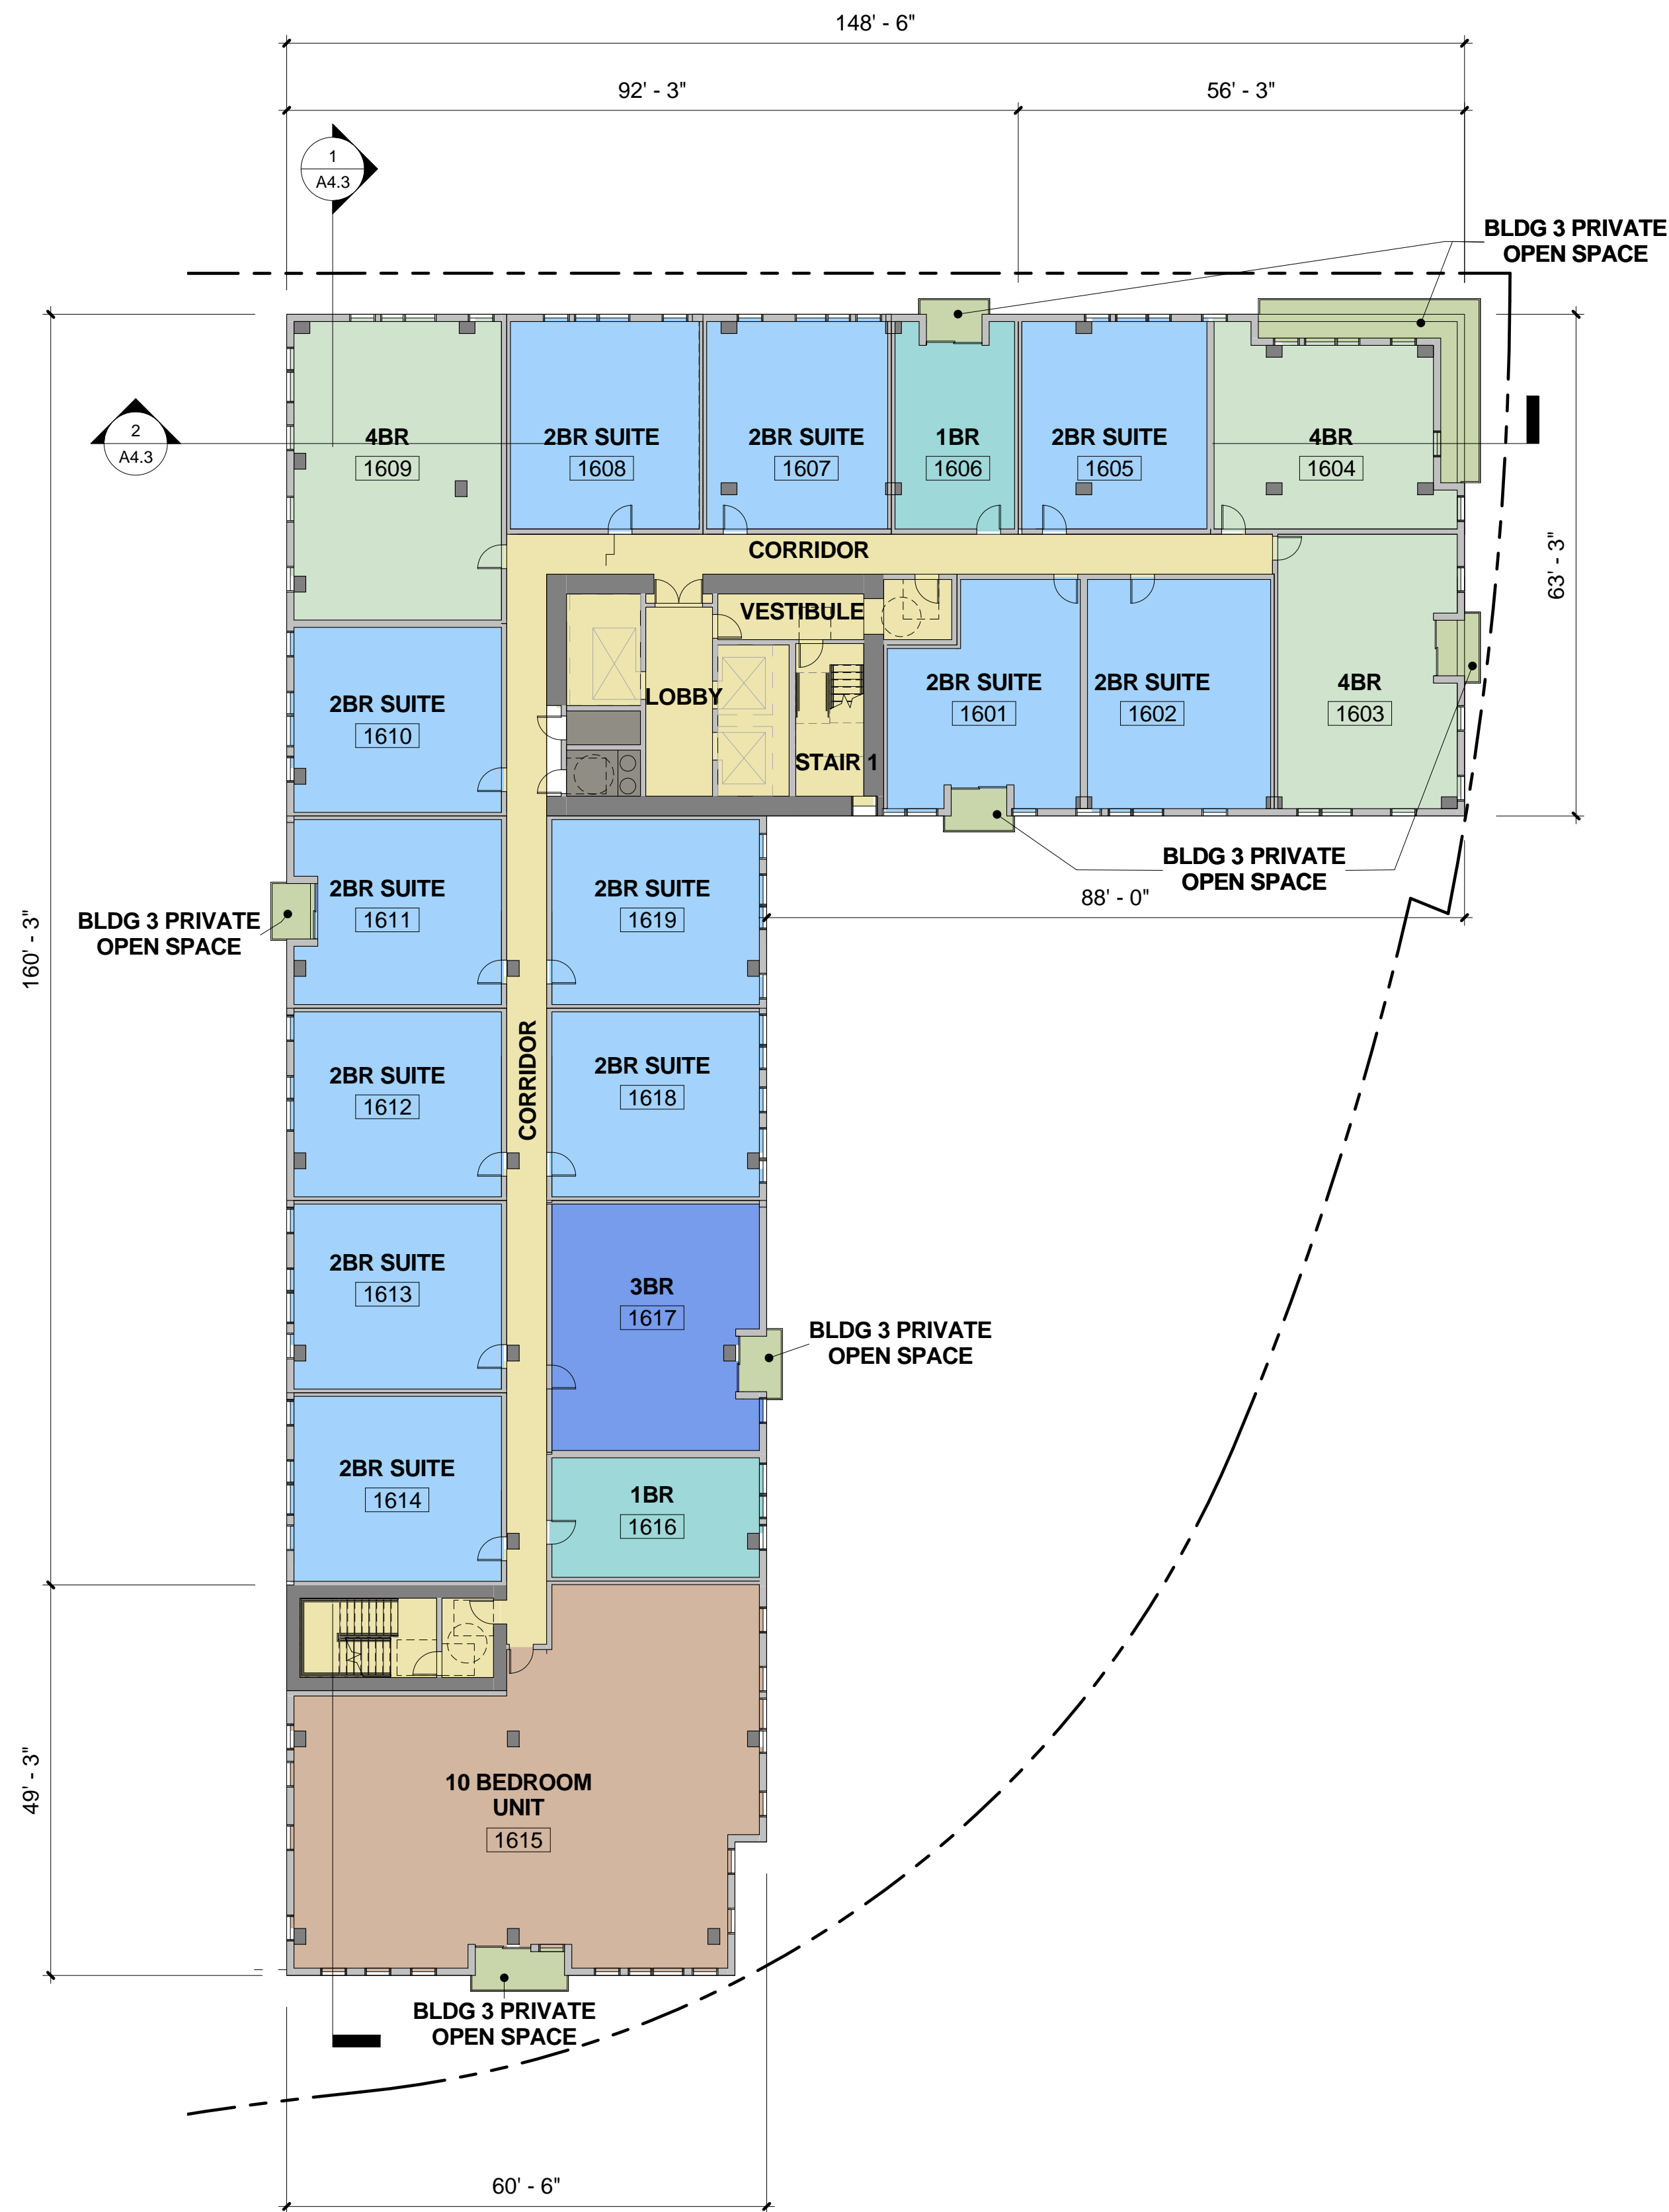 148' - 6"
92' - 3"
56' - 3"
1
A4.3
BLDG 3 PRIVATE
OPEN SPACE
2
A4.3
4BR
1609
2BR SUITE
1608
2BR SUITE
1607
1BR
1606
2BR SUITE
1605
4BR
1604
63' - 3"
CORRIDOR
VESTIBULE
LOBBY
STAIR 1
2BR SUITE
1601
2BR SUITE
1602
4BR
1603
2BR SUITE
1610
BLDG 3 PRIVATE
OPEN SPACE
88' - 0"
160' - 3"
BLDG 3 PRIVATE
OPEN SPACE
2BR SUITE
1611
2BR SUITE
1619
CORRIDOR
2BR SUITE
1612
2BR SUITE
1618
2BR SUITE
1613
3BR
1617
BLDG 3 PRIVATE
OPEN SPACE
2BR SUITE
1614
1BR
1616
49' - 3"
10 BEDROOM
UNIT
1615
BLDG 3 PRIVATE
OPEN SPACE
60' - 6"